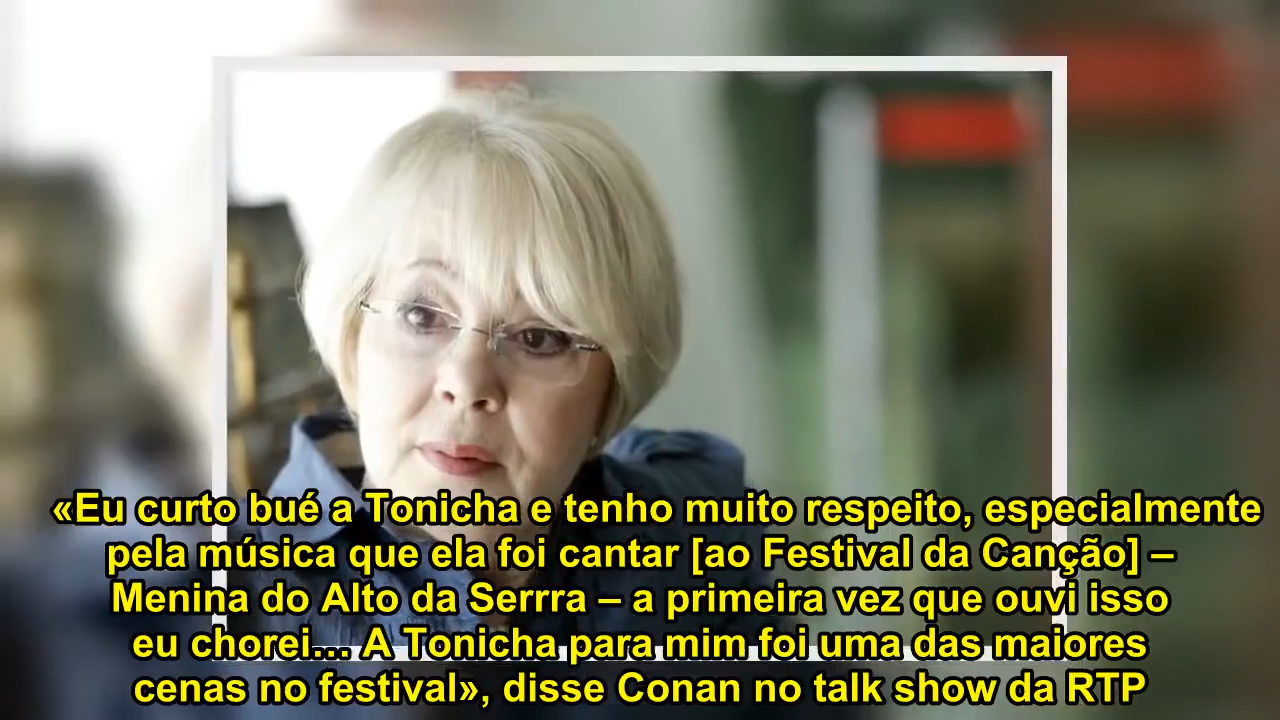 «Eu curto bué a Tonicha e tenho muito respeito, especialmente
pela música que ela foi cantar [ao Festival da Canção] –
Menina do Alto da Serrra – a primeira vez que ouvi isso
eu chorei... A Tonicha para mim foi uma das maiores
cenas no festival», disse Conan no talk show da RTP